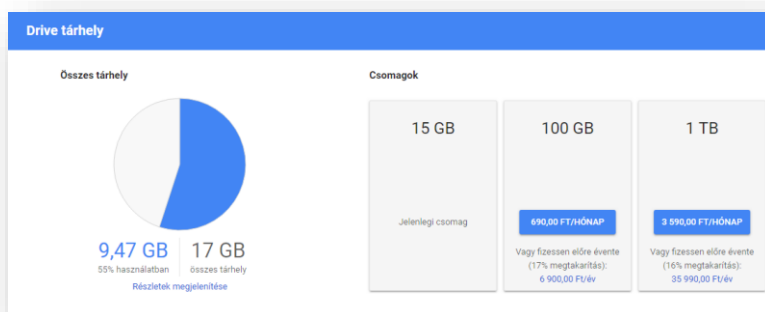 Drive tárhely
Összes tárhely
9,47 GB
55% használatban
17 GB
összes tárhely
Részletek megjelenítése
Csomagok
15 GB
Jelenlegi csomag
100 GB
690,00 FT/HÓNAP
Vagy fizessen előre évente
(17% megtakarítás):
6 900,00 Ft/év
1 TB
3 590,00 FT/HÓNAP
Vagy fizessen előre évente
(16% megtakarítás):
35 990,00 Ft/év